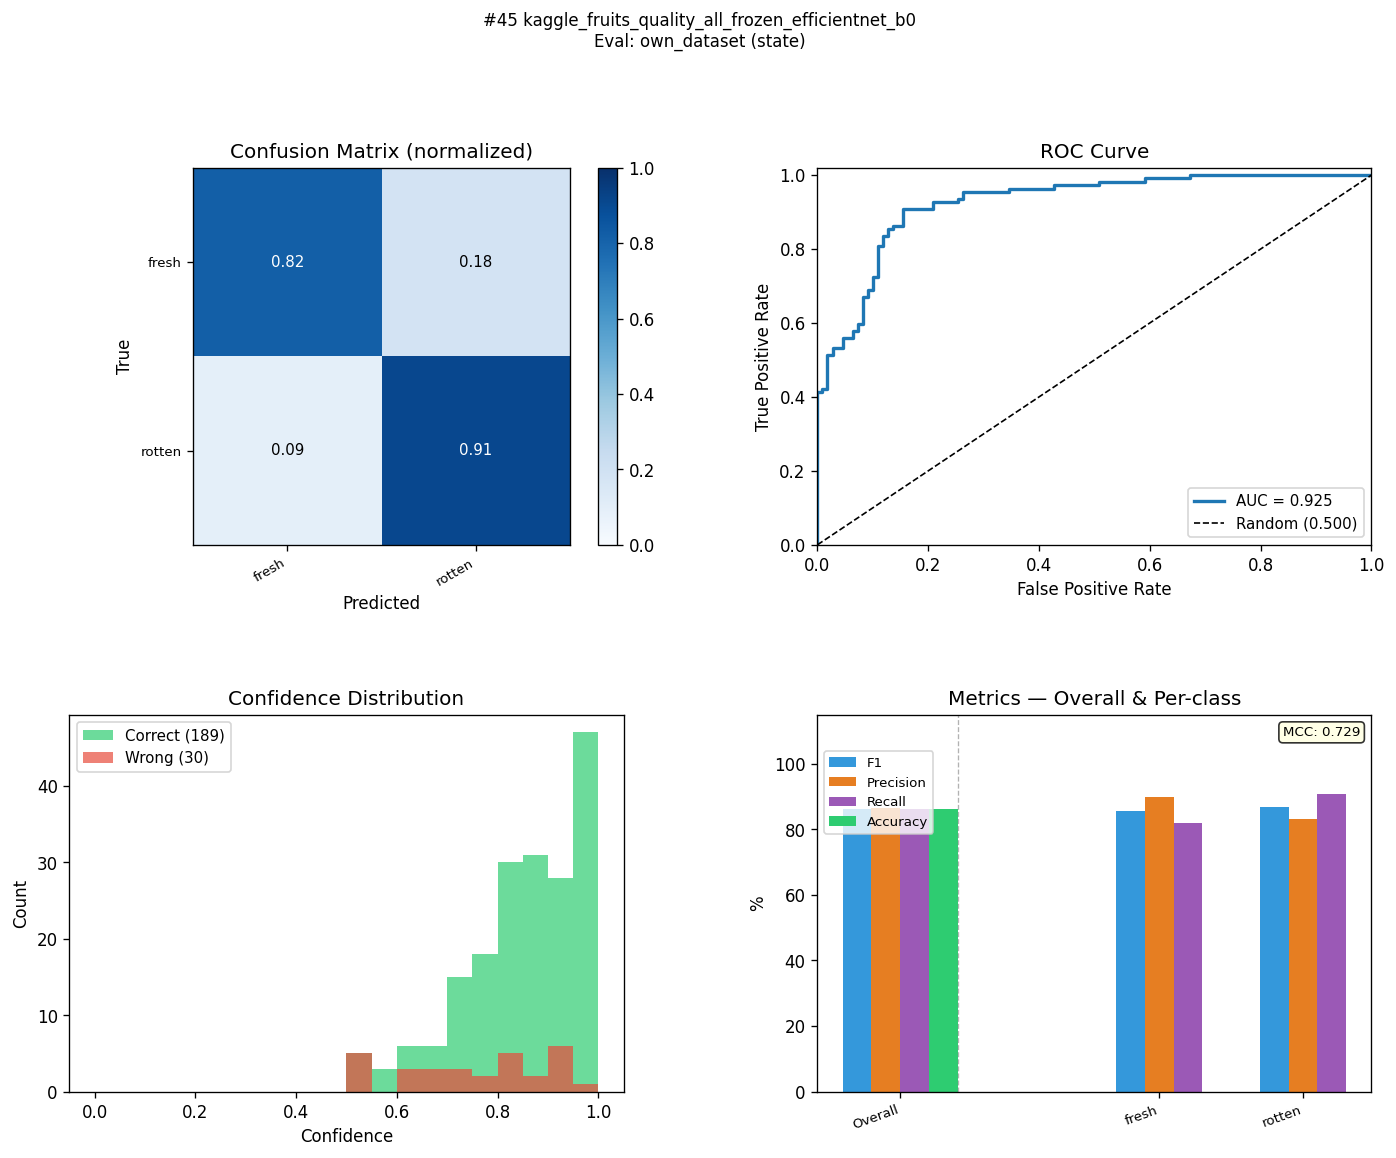 #45 kaggle_fruits_quality_all_frozen_efficientnet_b0
Eval: own_dataset (state)
Confusion Matrix (normalized)
True
fresh
rotten
0.82
0.18
0.09
0.91
fresh
rotten
Predicted
1.0
0.8
0.6
0.4
0.2
0.0
ROC Curve
True Positive Rate
1.0
0.8
0.6
0.4
0.2
0.0
AUC = 0.925
Random (0.500)
0.0 0.2 0.4 0.6 0.8 1.0
False Positive Rate
Confidence Distribution
Correct (189)
Wrong (30)
Count
40
30
20
10
0
0.0 0.2 0.4 0.6 0.8 1.0
Confidence
Metrics — Overall & Per-class
MCC: 0.729
F1
Precision
Recall
Accuracy
%
100
80
60
40
20
0
Overall
fresh
rotten